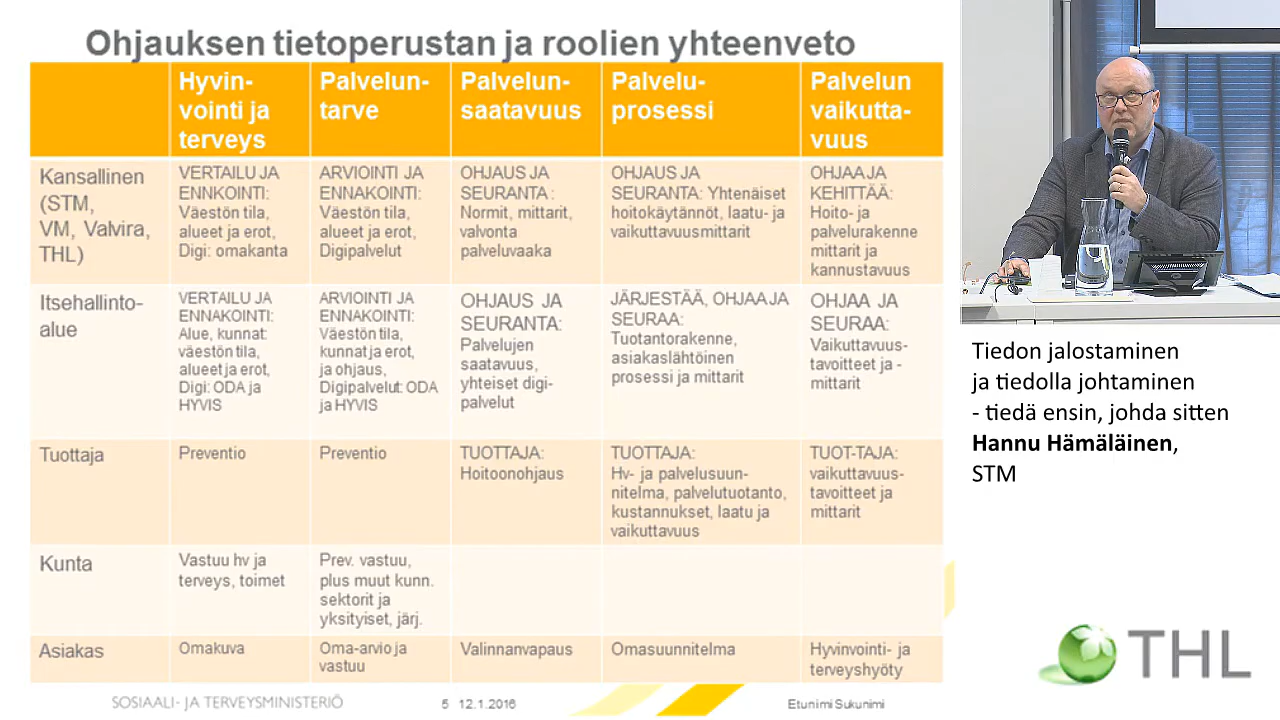 Ohjauksen tietoperustan ja roolien yhteenveto
Hyvin-
vointi ja
terveys
Palvelun-
tarve
Palvelun-
saatavuus
Palvelu-
prosessi
Palvelun
vaikutta-
vuus
Kansallinen
(STM,
VM, Valvira,
THL)
VERTAILU JA
ENNKOINTI:
Väestön tila,
alueet ja erot,
Digi: omakanta
ARVIOINTI JA
ENNAKOINTI:
Väestön tila,
alueet ja erot,
Digipalvelut
OHJAUS JA
SEURANTA :
Normit, mittarit,
valvonta
palveluvaaka
OHJAUS JA
SEURANTA: Yhtenäiset
hoitokäytännöt, laatu- ja
vaikuttavuusmittarit
OHJAA JA
KEHITTÄÄ:
Hoito- ja
palvelurakenne
mittarit ja
kannustavuus
Itsehallinto-
alue
VERTAILU JA
ENNAKOINTI:
Alue, kunnat:
väestön tila,
alueet ja erot,
Digi: ODA ja
HYVIS
ARVIOINTI JA
ENNAKOINTI:
Väestön tila,
kunnat ja erot,
ja ohjaus,
Digipalvelut: ODA
ja HYVIS
OHJAUS JA
SEURANTA:
Palvelujen
saatavuus,
yhteiset digi-
palvelut
JÄRJESTÄÄ, OHJAA JA
SEURAA:
Tuotantorakenne,
asiakaslähtöinen
prosessi ja mittarit
OHJAA JA
SEURAA:
Vaikuttavuus-
tavoitteet ja -
mittarit
Tuottaja
Preventio
Preventio
TUOTTAJA:
Hoitoonohjaus
TUOTTAJA:
Hv- ja palvelusuun-
nitelma, palvelutuotanto,
kustannukset, laatu ja
vaikuttavuus
TUOT-TAJA:
vaikuttavuus-
tavoitteet ja
mittarit
Kunta
Vastuu hv ja
terveys, toimet
Prev. vastuu,
plus muut kunn.
sektorit ja
yksityiset, järj.
Asiakas
Omakuva
Oma-arvio ja
vastuu
Valinnanvapaus
Omasuunnitelma
Hyvinvointi- ja
terveyshyöty
SOSIAALI- JA TERVEYSMINISTERIÖ
5 12.1.2016
Etunimi Sukunimi
Tiedon jalostaminen
ja tiedolla johtaminen
- tiedä ensin, johda sitten
Hannu Hämäläinen,
STM
THL